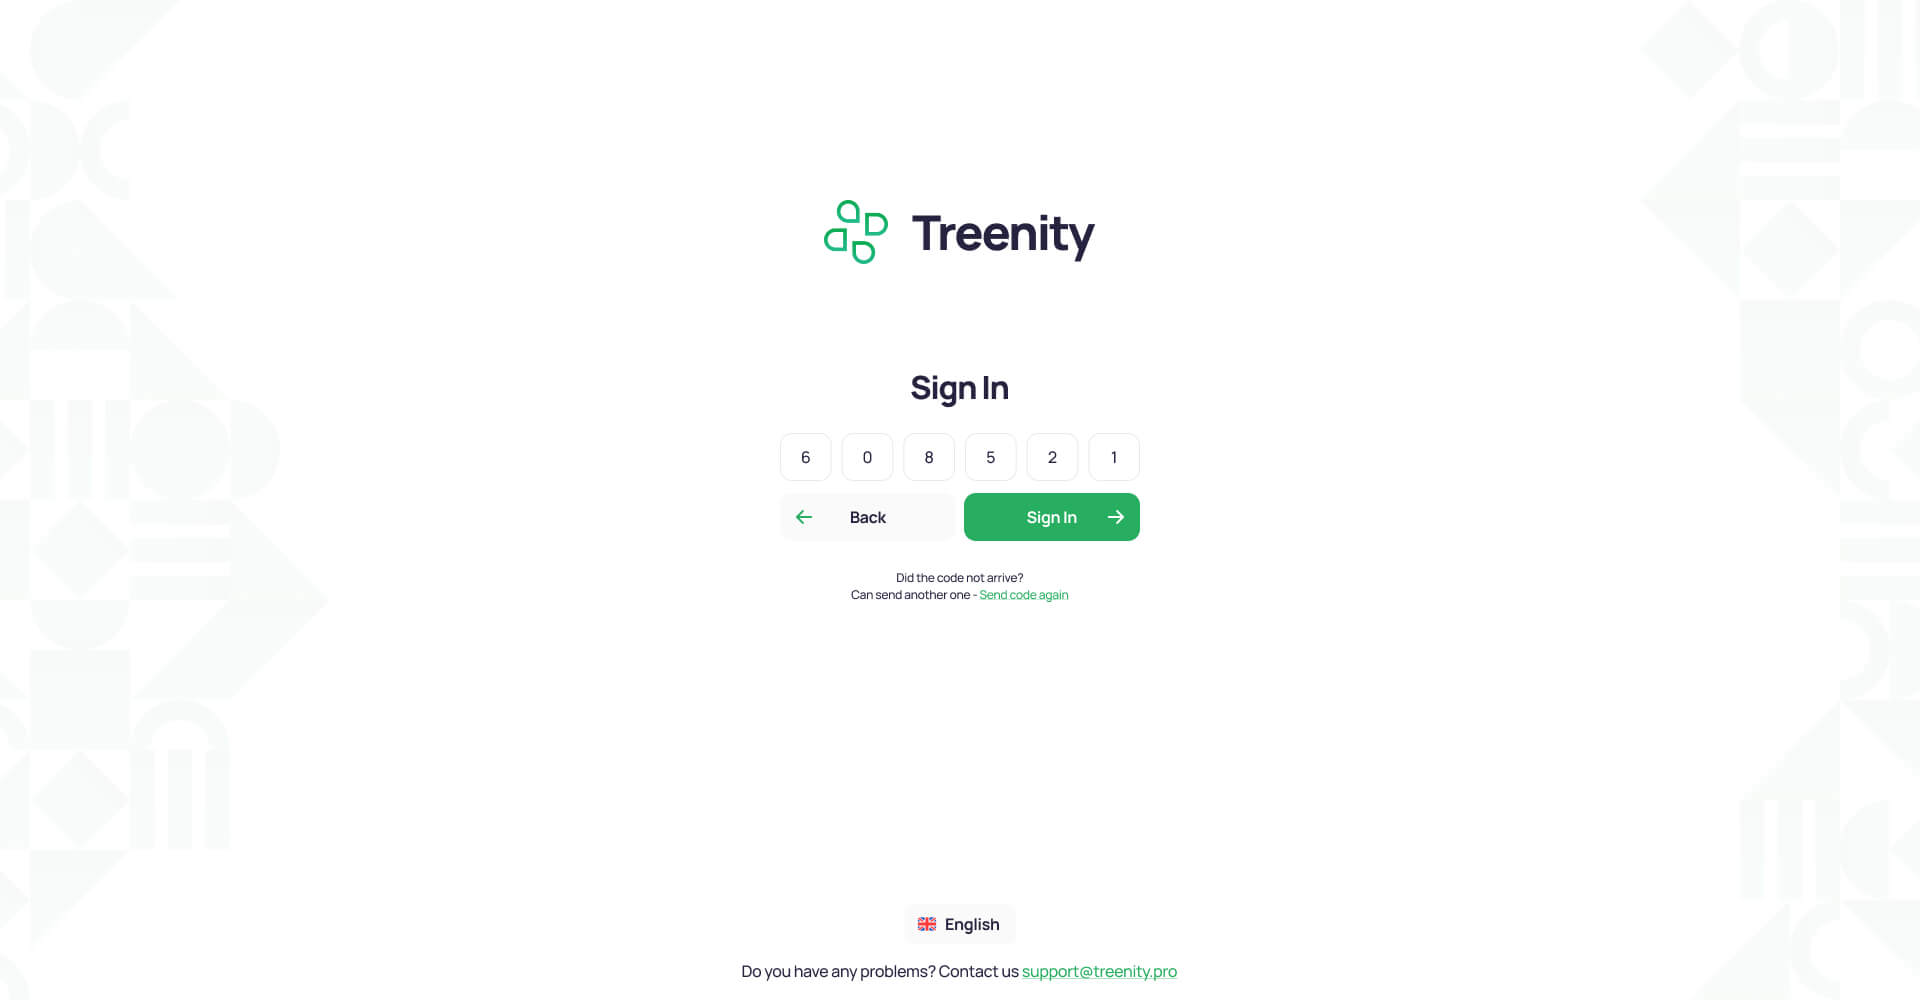 Treenity
Sign In
6 0 8 5 2 1
Back
Sign In
Did the code not arrive?
Can send another one - Send code again
English
Do you have any problems? Contact us support@treenity.pro